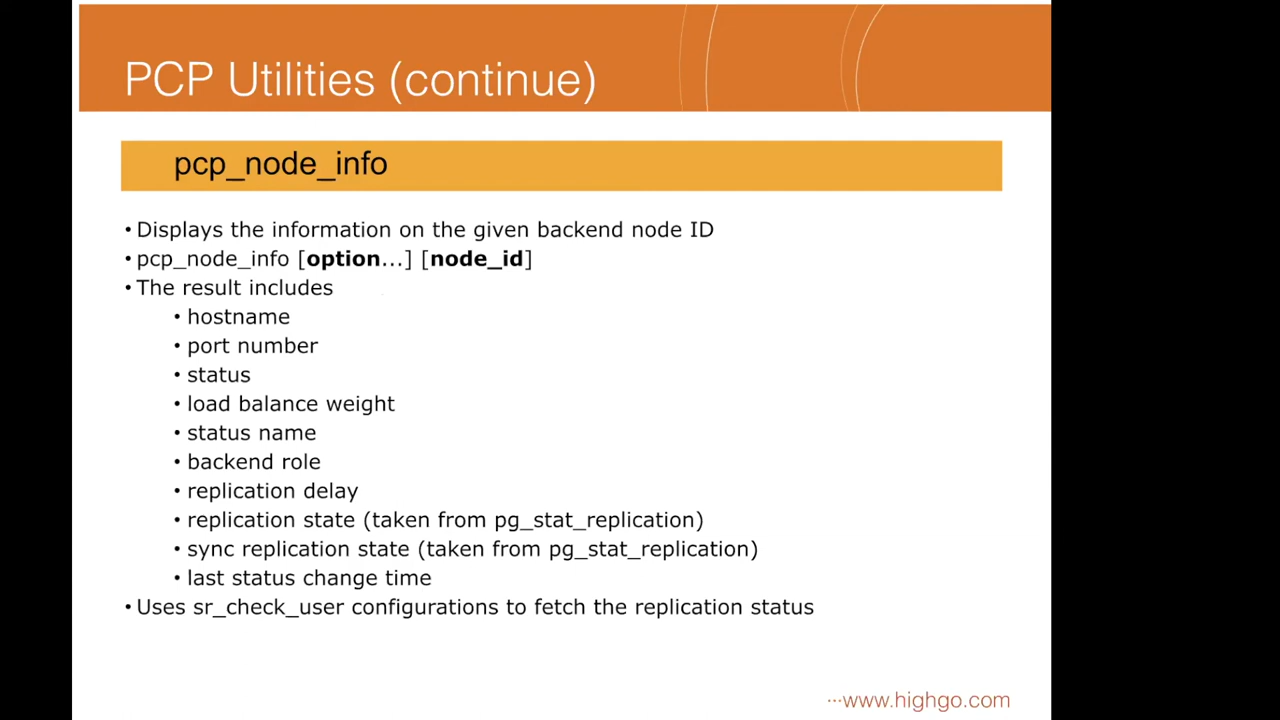 PCP Utilities (continue)
pcp_node_info
• Displays the information on the given backend node ID
• pcp_node_info [option...] [node_id]
• The result includes
• hostname
• port number
• status
• load balance weight
• status name
• backend role
• replication delay
• replication state (taken from pg_stat_replication)
• sync replication state (taken from pg_stat_replication)
• last status change time
• Uses sr_check_user configurations to fetch the replication status
···www.highgo.com